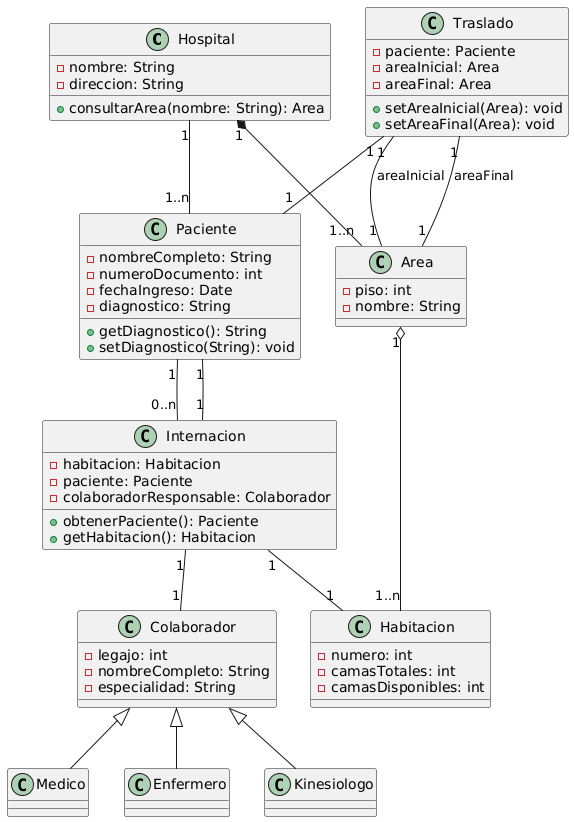 C Hospital
nombre: String
direccion: String
consultarArea(nombre: String): Area
C Traslado
paciente: Paciente
areaInicial: Area
areaFinal: Area
setAreaInicial(Area): void
setAreaFinal(Area): void
1
1
1
1
1
areaInicial
areaFinal
1..n
1
1..n
1
1
C Paciente
nombreCompleto: String
numeroDocumento: int
fechaIngreso: Date
diagnostico: String
getDiagnostico(): String
setDiagnostico(String): void
C Area
piso: int
nombre: String
1
1
1
0..n
1
C Internacion
habitacion: Habitacion
paciente: Paciente
colaboradorResponsable: Colaborador
obtenerPaciente(): Paciente
getHabitacion(): Habitacion
1
1
1
1
1..n
C Colaborador
legajo: int
nombreCompleto: String
especialidad: String
C Habitacion
numero: int
camasTotales: int
camasDisponibles: int
C Medico
C Enfermero
C Kinesiologo